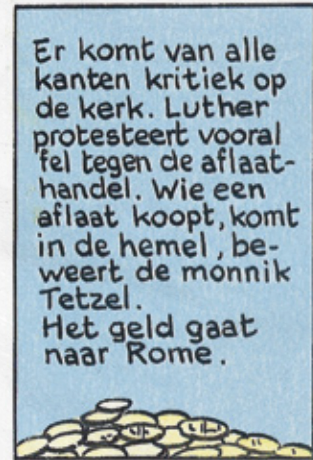 Er komt van alle
kanten kritiek op
de kerk. Luther
protesteert vooral
fel tegen de aflaat-
handel. Wie een
aflaat koopt, komt
in de hemel, be-
weert de monnik
Tetzel.
Het geld gaat
naar Rome.